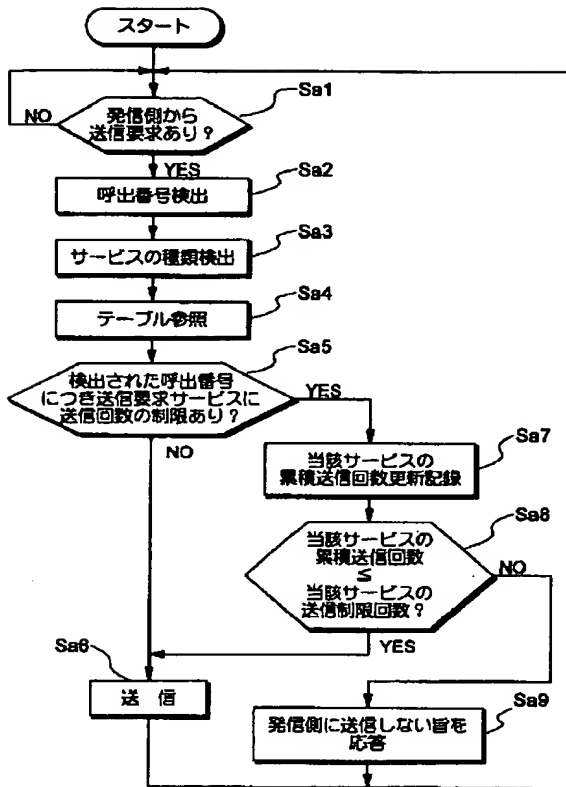 スタート
Sa1
発信側から
送信要求あり？
NO
YES
Sa2
呼出番号検出
Sa3
サービスの種類検出
Sa4
テーブル参照
Sa5
検出された呼出番号
につき送信要求サービスに
送信回数の制限あり？
YES
NO
Sa7
当該サービスの
累積送信回数更新記録
Sa8
当該サービスの
累積送信回数
≦
当該サービスの
送信制限回数？
NO
YES
Sa6
送 信
Sa9
発信側に送信しない旨を
応答